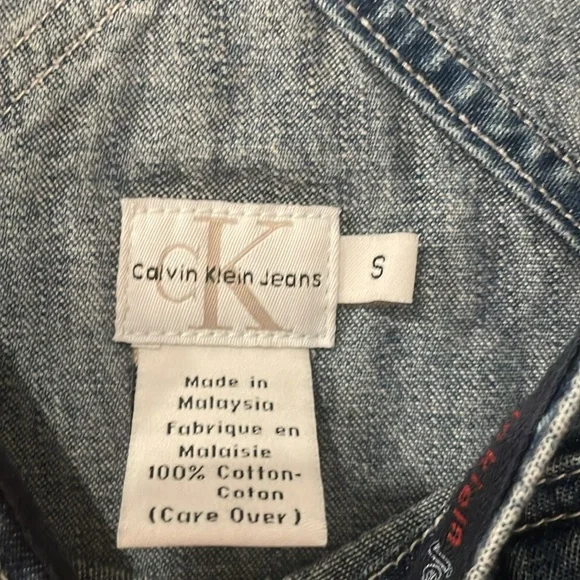 CK
Calvin Klein Jeans
S
Made in
Malaysia
Fabrique en
Malaisie
100% Cotton-
Coton
(Care Over)